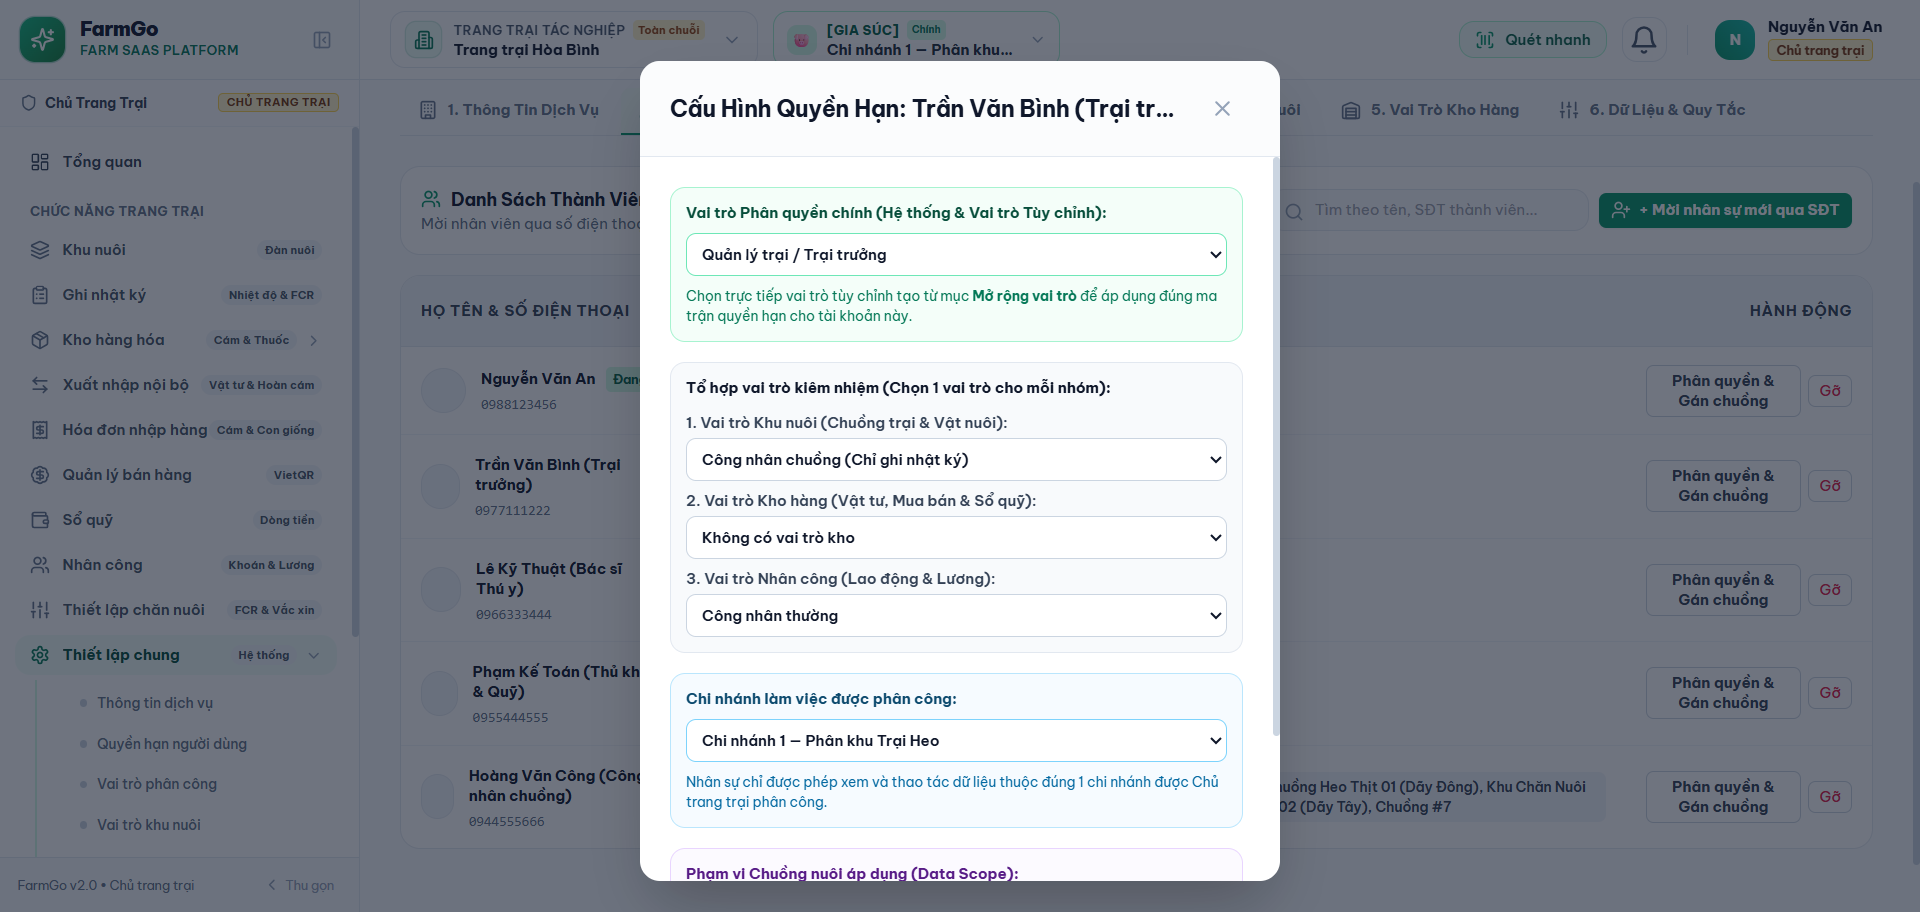 FarmGo
FARM SAAS PLATFORM
TRANG TRẠI TÁC NGHIỆP Toàn chuỗi
Trang trại Hòa Bình
[GIA SÚC] Chính
Chi nhánh 1 — Phân khu...
Quét nhanh
N
Nguyễn Văn An
Chủ trang trại
Chủ Trang Trại CHỦ TRANG TRẠI
Tổng quan
CHỨC NĂNG TRANG TRẠI
Khu nuôi Đàn nuôi
Ghi nhật ký Nhiệt độ & FCR
Kho hàng hóa Cám & Thuốc
Xuất nhập nội bộ Vật tư & Hoàn cám
Hóa đơn nhập hàng Cám & Con giống
Quản lý bán hàng VietQR
Sổ quỹ Dòng tiền
Nhân công Khoán & Lương
Thiết lập chăn nuôi FCR & Vắc xin
Thiết lập chung Hệ thống
Thông tin dịch vụ
Quyền hạn người dùng
Vai trò phân công
Vai trò khu nuôi
FarmGo v2.0 • Chủ trang trại Thu gọn
1. Thông Tin Dịch Vụ
uôi
5. Vai Trò Kho Hàng
6. Dữ Liệu & Quy Tắc
Danh Sách Thành Viê
Mời nhân viên qua số điện thoạ
Tìm theo tên, SĐT thành viên...
+ Mời nhân sự mới qua SĐT
HỌ TÊN & SỐ ĐIỆN THOẠI
HÀNH ĐỘNG
Nguyễn Văn An Đan
0988123456
Phân quyền &
Gán chuồng
Gỡ
Trần Văn Bình (Trại
trưởng)
0977111222
Phân quyền &
Gán chuồng
Gỡ
Lê Kỹ Thuật (Bác sĩ
Thú y)
0966333444
Phân quyền &
Gán chuồng
Gỡ
Phạm Kế Toán (Thủ kh
& Quỹ)
0955444555
Phân quyền &
Gán chuồng
Gỡ
Hoàng Văn Công (Côn
nhân chuồng)
0944555666
uồng Heo Thịt 01 (Dãy Đông), Khu Chăn Nuôi
02 (Dãy Tây), Chuồng #7
Phân quyền &
Gán chuồng
Gỡ
Cấu Hình Quyền Hạn: Trần Văn Bình (Trại tr...
Vai trò Phân quyền chính (Hệ thống & Vai trò Tùy chỉnh):
Quản lý trại / Trại trưởng
Chọn trực tiếp vai trò tùy chỉnh tạo từ mục Mở rộng vai trò để áp dụng đúng ma
trận quyền hạn cho tài khoản này.
Tổ hợp vai trò kiêm nhiệm (Chọn 1 vai trò cho mỗi nhóm):
1. Vai trò Khu nuôi (Chuồng trại & Vật nuôi):
Công nhân chuồng (Chỉ ghi nhật ký)
2. Vai trò Kho hàng (Vật tư, Mua bán & Sổ quỹ):
Không có vai trò kho
3. Vai trò Nhân công (Lao động & Lương):
Công nhân thường
Chi nhánh làm việc được phân công:
Chi nhánh 1 — Phân khu Trại Heo
Nhân sự chỉ được phép xem và thao tác dữ liệu thuộc đúng 1 chi nhánh được Chủ
trang trại phân công.
Phạm vi Chuồng nuôi áp dụng (Data Scope):